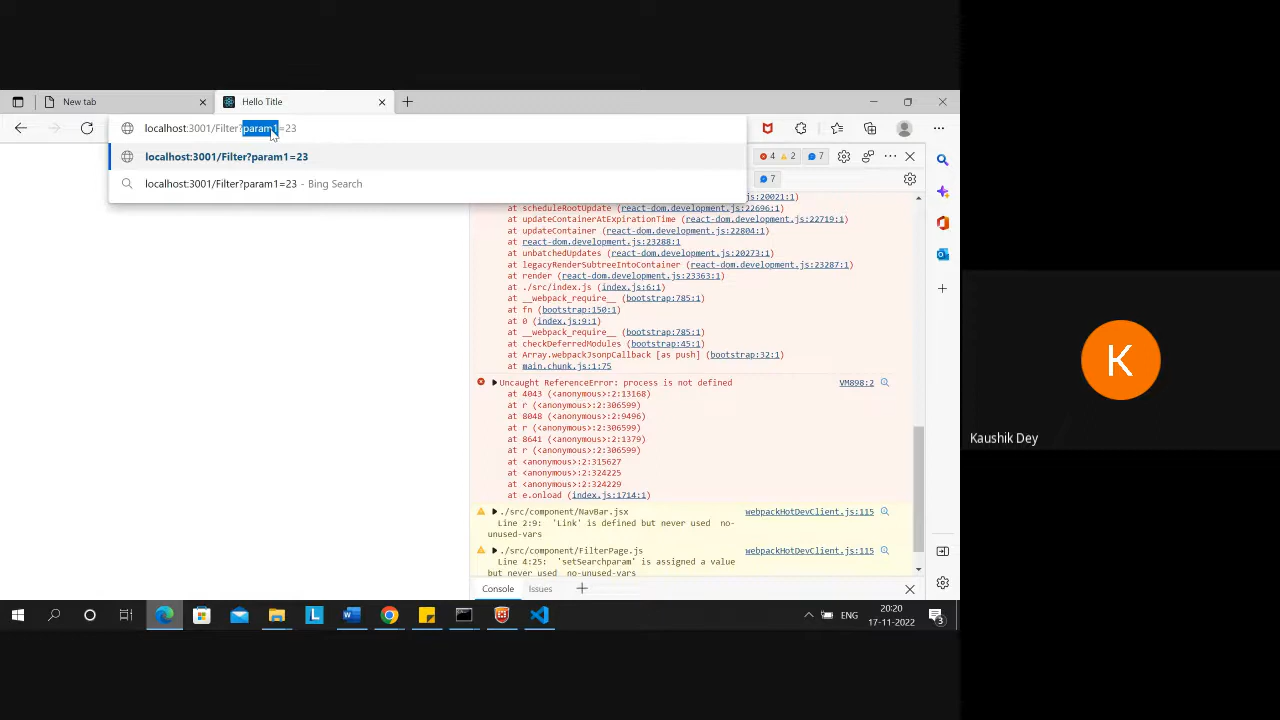 New tab
Hello Title
localhost:3001/Filter?param1=23
localhost:3001/Filter?param1=23
localhost:3001/Filter?param1=23 - Bing Search
4 2 7
7
js:20021:1)
at scheduleRootUpdate (react-dom.development.js:22696:1)
at updateContainerAtExpirationTime (react-dom.development.js:22719:1)
at updateContainer (react-dom.development.js:22804:1)
at react-dom.development.js:23288:1
at unbatchedUpdates (react-dom.development.js:20273:1)
at legacyRenderSubtreeIntoContainer (react-dom.development.js:23287:1)
at render (react-dom.development.js:23363:1)
at ./src/index.js (index.js:6:1)
at __webpack_require__ (bootstrap:785:1)
at fn (bootstrap:150:1)
at 0 (index.js:9:1)
at __webpack_require__ (bootstrap:785:1)
at checkDeferredModules (bootstrap:45:1)
at Array.webpackJsonpCallback [as push] (bootstrap:32:1)
at main.chunk.js:1:75
Uncaught ReferenceError: process is not defined VM898:2
at 4043 (<anonymous>:2:13168)
at r (<anonymous>:2:306599)
at 8048 (<anonymous>:2:9496)
at r (<anonymous>:2:306599)
at 8641 (<anonymous>:2:1379)
at r (<anonymous>:2:306599)
at <anonymous>:2:315627
at <anonymous>:2:324225
at <anonymous>:2:324229
at e.onload (index.js:1714:1)
./src/component/NavBar.jsx webpackHotDevClient.js:115
Line 2:9: 'Link' is defined but never used no-
unused-vars
./src/component/FilterPage.js webpackHotDevClient.js:115
Line 4:25: 'setSearchparam' is assigned a value
but never used no-unused-vars
Console Issues
ENG
20:20
17-11-2022
3
K
Kaushik Dey